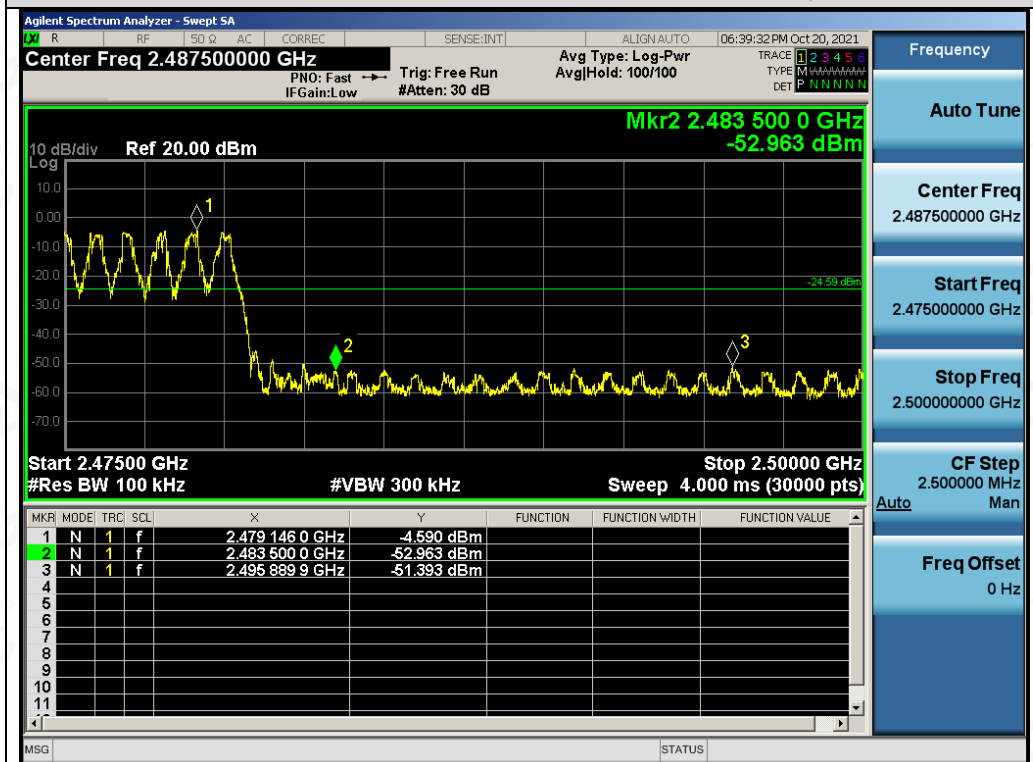 Agilent Spectrum Analyzer - Swept SA
LXI R RF 50 Ω AC CORREC SENSE:INT ALIGN AUTO 06:39:32 PM Oct 20, 2021
Center Freq 2.487500000 GHz
PNO: Fast
IFGain:Low
Trig: Free Run
#Atten: 30 dB
Avg Type: Log-Pwr
Avg|Hold: 100/100
TRACE 1 2 3 4 5 6
TYPE M
DET P N N N N N
Mkr2 2.483 500 0 GHz
-52.963 dBm
10 dB/div Ref 20.00 dBm
Log
10.0
0.00
-10.0
-20.0
-30.0
-40.0
-50.0
-60.0
-70.0
1
2
3
-24.59 dBm
Start 2.47500 GHz Stop 2.50000 GHz
#Res BW 100 kHz #VBW 300 kHz Sweep 4.000 ms (30000 pts)
MKR MODE TRC SCL X Y FUNCTION FUNCTION WIDTH FUNCTION VALUE
1 N 1 f 2.479 146 0 GHz -4.590 dBm
2 N 1 f 2.483 500 0 GHz -52.963 dBm
3 N 1 f 2.495 889 9 GHz -51.393 dBm
4
5
6
7
8
9
10
11
MSG STATUS
Frequency
Auto Tune
Center Freq
2.487500000 GHz
Start Freq
2.475000000 GHz
Stop Freq
2.500000000 GHz
CF Step
2.500000 MHz
Auto Man
Freq Offset
0 Hz